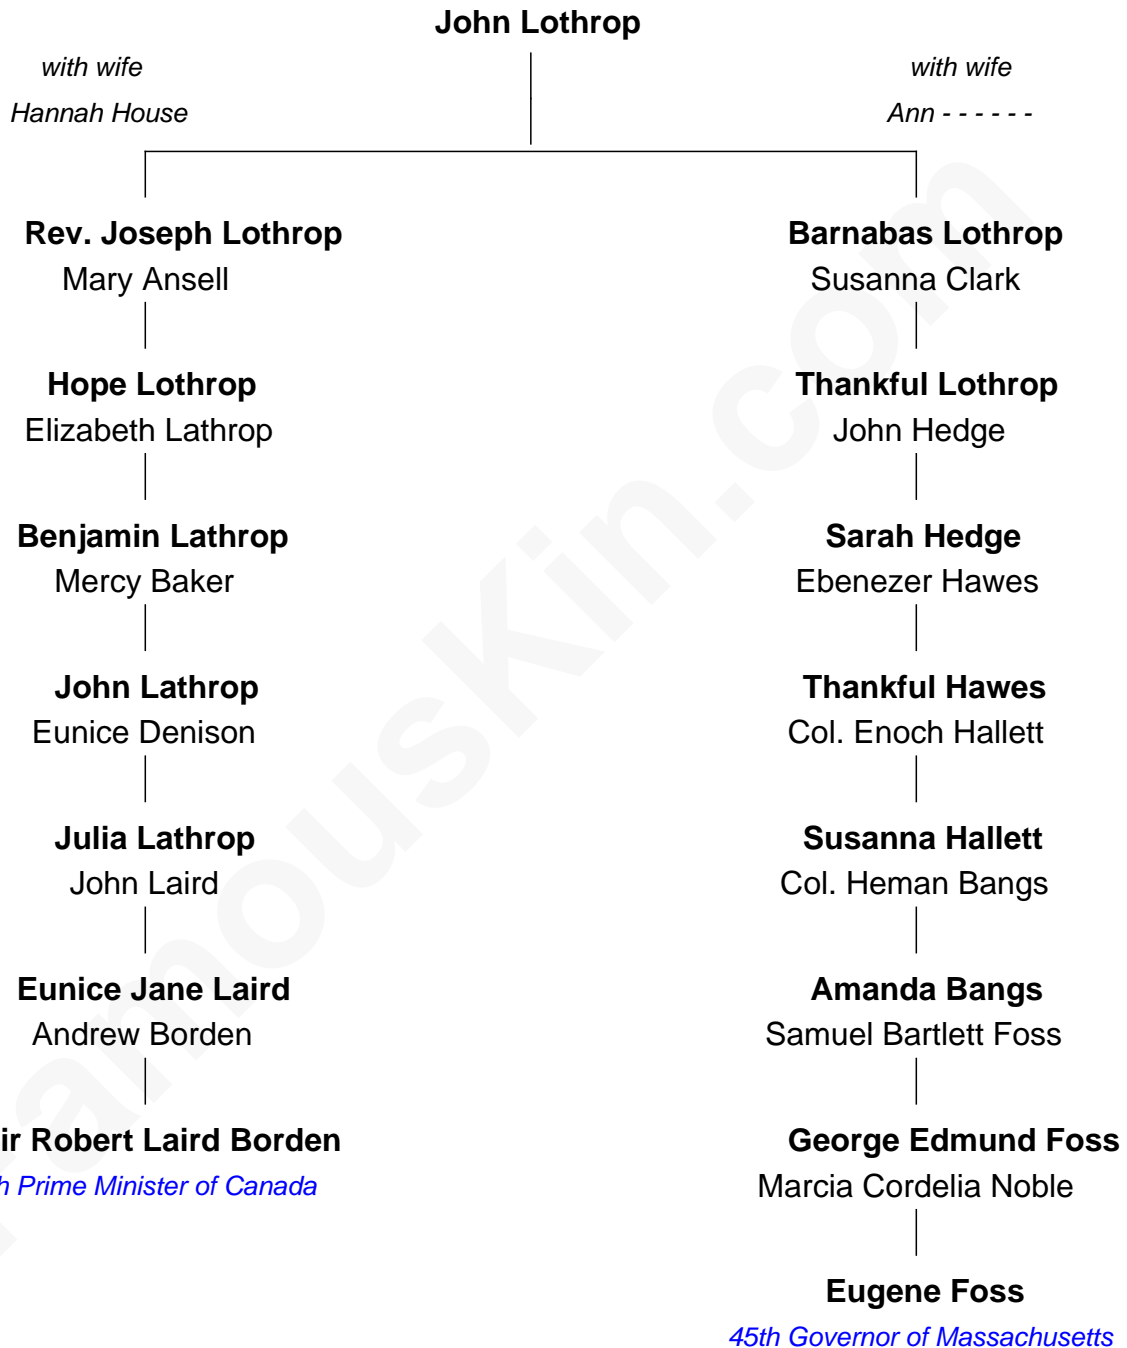 John Lothrop
with wife
Hannah House
with wife
Ann - - - - - -
Rev. Joseph Lothrop
Mary Ansell
Barnabas Lothrop
Susanna Clark
Hope Lothrop
Elizabeth Lathrop
Thankful Lothrop
John Hedge
Benjamin Lathrop
Mercy Baker
Sarah Hedge
Ebenezer Hawes
John Lathrop
Eunice Denison
Thankful Hawes
Col. Enoch Hallett
Julia Lathrop
John Laird
Susanna Hallett
Col. Heman Bangs
Eunice Jane Laird
Andrew Borden
Amanda Bangs
Samuel Bartlett Foss
ir Robert Laird Borden
h Prime Minister of Canada
George Edmund Foss
Marcia Cordelia Noble
Eugene Foss
45th Governor of Massachusetts
FamousKin.com